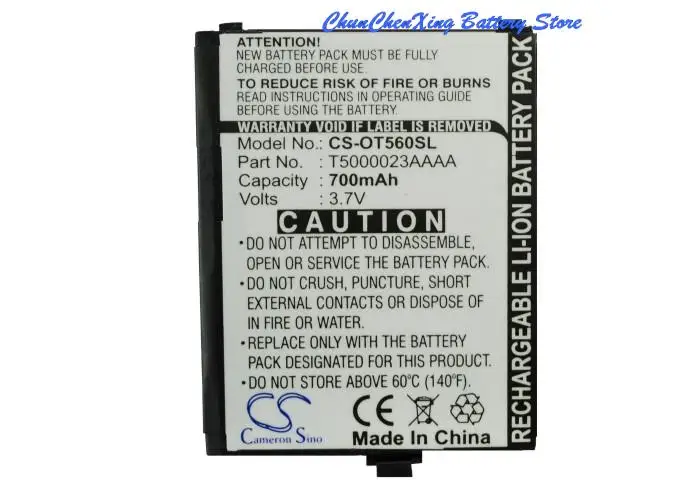 ChunChenXing Battery Store
ATTENTION!
NEW BATTERY PACK MUST BE FULLY
CHARGED BEFORE BEFORE USE.
TO REDUCE RISK OF FIRE OR BURNS
READ INSTRUCTIONS IN OPERATING GUIDE
BEFORE USING THE BATTERY.
WARRANTY VOID IF LABEL IS REMOVED
Model No.: CS-OT560SL
Part No. : T5000023AAAA
Capacity : 700mAh
Volts : 3.7V
CAUTION
•DO NOT ATTEMPT TO DISASSEMBLE,
OPEN OR SERVICE THE BATTERY PACK.
•DO NOT CRUSH, PUNCTURE, SHORT
EXTERNAL CONTACTS OR DISPOSE OF
IN FIRE OR WATER.
•REPLACE ONLY WITH THE BATTERY
PACK DESIGNATED FOR THIS DEVICE.
•DO NOT STORE ABOVE 60°C (140°F).
CS
Cameron Sino
CE
Made In China
RECHARGEABLE LI-ION BATTERY PACK